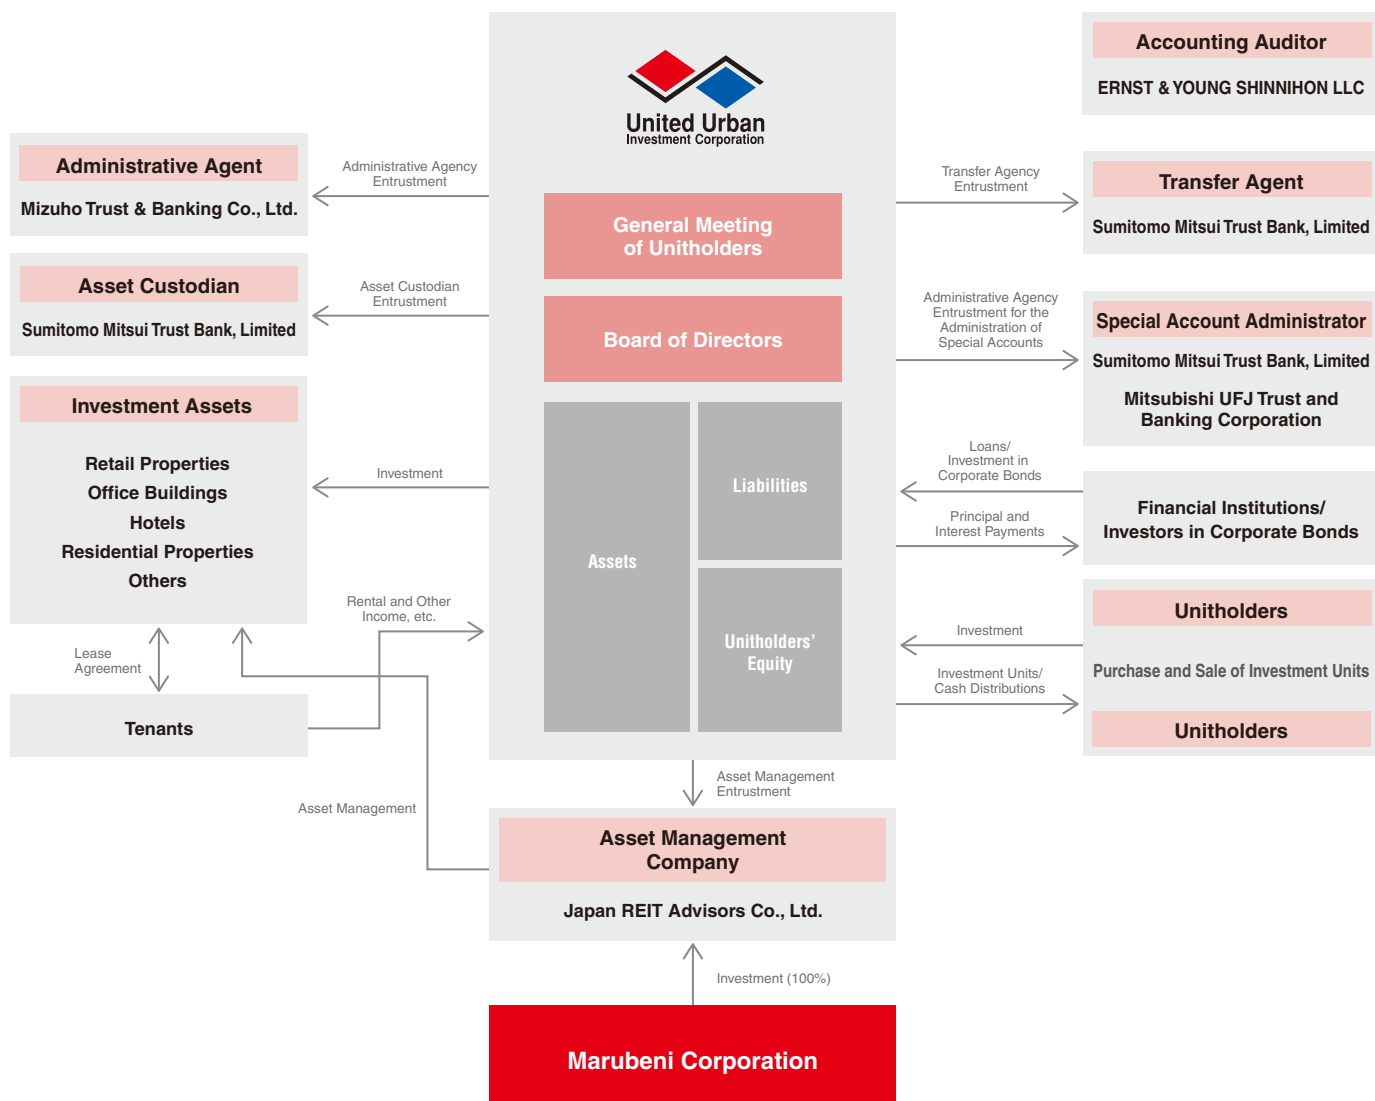 United Urban
Investment Corporation
General Meeting
of Unitholders
Board of Directors
Assets
Liabilities
Unitholders’
Equity
Administrative Agent
Mizuho Trust & Banking Co., Ltd.
Administrative Agency
Entrustment
Asset Custodian
Sumitomo Mitsui Trust Bank, Limited
Asset Custodian
Entrustment
Investment Assets
Retail Properties
Office Buildings
Hotels
Residential Properties
Others
Investment
Rental and Other
Income, etc.
Lease
Agreement
Tenants
Asset Management
Accounting Auditor
ERNST & YOUNG SHINNIHON LLC
Transfer Agency
Entrustment
Transfer Agent
Sumitomo Mitsui Trust Bank, Limited
Administrative Agency
Entrustment for the
Administration of
Special Accounts
Special Account Administrator
Sumitomo Mitsui Trust Bank, Limited
Mitsubishi UFJ Trust and
Banking Corporation
Loans/
Investment in
Corporate Bonds
Principal and
Interest Payments
Financial Institutions/
Investors in Corporate Bonds
Investment
Investment Units/
Cash Distributions
Unitholders
Purchase and Sale of Investment Units
Unitholders
Asset Management
Entrustment
Asset Management
Company
Japan REIT Advisors Co., Ltd.
Investment (100%)
Marubeni Corporation